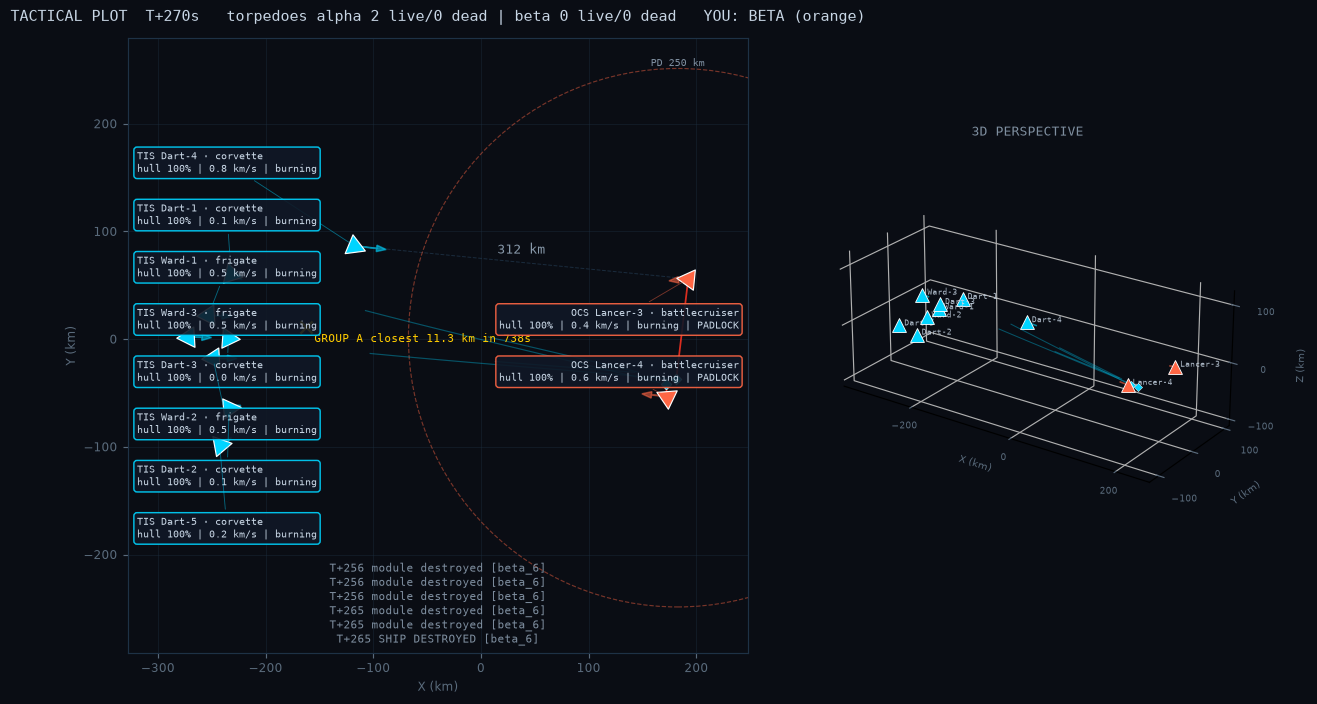 TACTICAL PLOT  T+270s   torpedoes alpha 2 live/0 dead | beta 0 live/0 dead   YOU: BETA (orange)
PD 250 km
3D PERSPECTIVE
TIS Dart-4 · corvette
hull 100% | 0.8 km/s | burning
TIS Dart-1 · corvette
hull 100% | 0.1 km/s | burning
TIS Ward-1 · frigate
hull 100% | 0.5 km/s | burning
TIS Ward-3 · frigate
hull 100% | 0.5 km/s | burning
TIS Dart-3 · corvette
hull 100% | 0.0 km/s | burning
TIS Ward-2 · frigate
hull 100% | 0.5 km/s | burning
TIS Dart-2 · corvette
hull 100% | 0.1 km/s | burning
TIS Dart-5 · corvette
hull 100% | 0.2 km/s | burning
312 km
OCS Lancer-3 · battlecruiser
hull 100% | 0.4 km/s | burning | PADLOCK
GROUP A closest 11.3 km in 738s
OCS Lancer-4 · battlecruiser
hull 100% | 0.6 km/s | burning | PADLOCK
T+256 module destroyed [beta_6]
T+256 module destroyed [beta_6]
T+256 module destroyed [beta_6]
T+265 module destroyed [beta_6]
T+265 module destroyed [beta_6]
T+265 SHIP DESTROYED [beta_6]
200
100
0
−100
−200
Y (km)
−300
−200
−100
0
100
200
X (km)
Ward-3
Dart-4
Dart-2
Lancer-3
Lancer-4
−200
0
200
X (km)
−100
0
100
Y (km)
100
0
−100
Z (km)